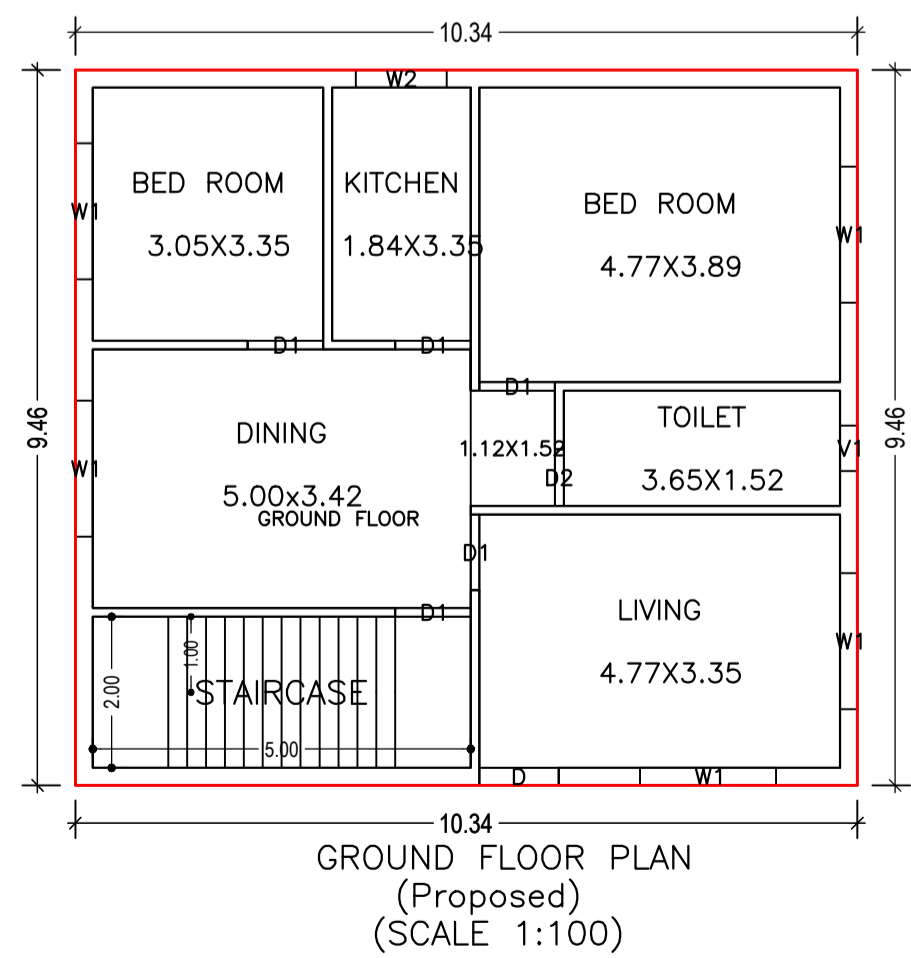 10.34
W2
BED ROOM
3.05X3.35
KITCHEN
1.84X3.35
BED ROOM
4.77X3.89
W1
W1
D1
D1
D1
9.46
9.46
DINING
5.00x3.42
GROUND FLOOR
W1
1.12X1.52
D2
TOILET
3.65X1.52
V1
D1
D1
LIVING
4.77X3.35
W1
2.00
1.00
STAIRCASE
5.00
D
W1
10.34
GROUND FLOOR PLAN
(Proposed)
(SCALE 1:100)